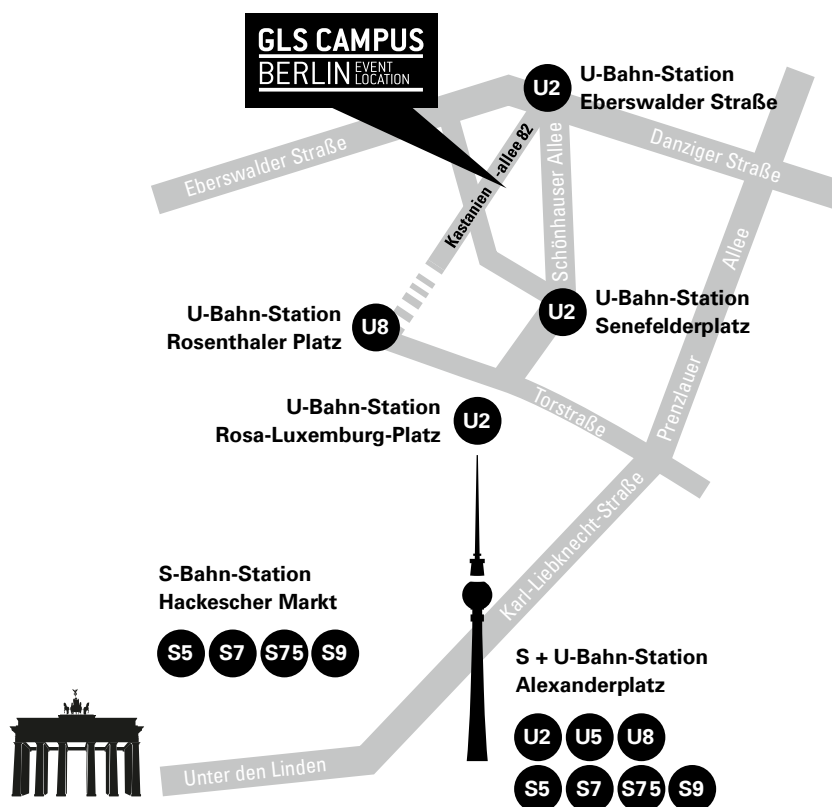 GLS CAMPUS
BERLIN EVENT LOCATION
U2
U-Bahn-Station
Eberswalder Straße
Eberswalder Straße
Kastanien -allee 82
Schönhauser Allee
Danziger Straße
Prenzlauer Allee
U-Bahn-Station
Rosenthaler Platz
U8
U2
U-Bahn-Station
Senefelderplatz
U-Bahn-Station
Rosa-Luxemburg-Platz
U2
Torstraße
Karl-Liebknecht-Straße
S-Bahn-Station
Hackescher Markt
S5 S7 S75 S9
S + U-Bahn-Station
Alexanderplatz
U2 U5 U8
S5 S7 S75 S9
Unter den Linden